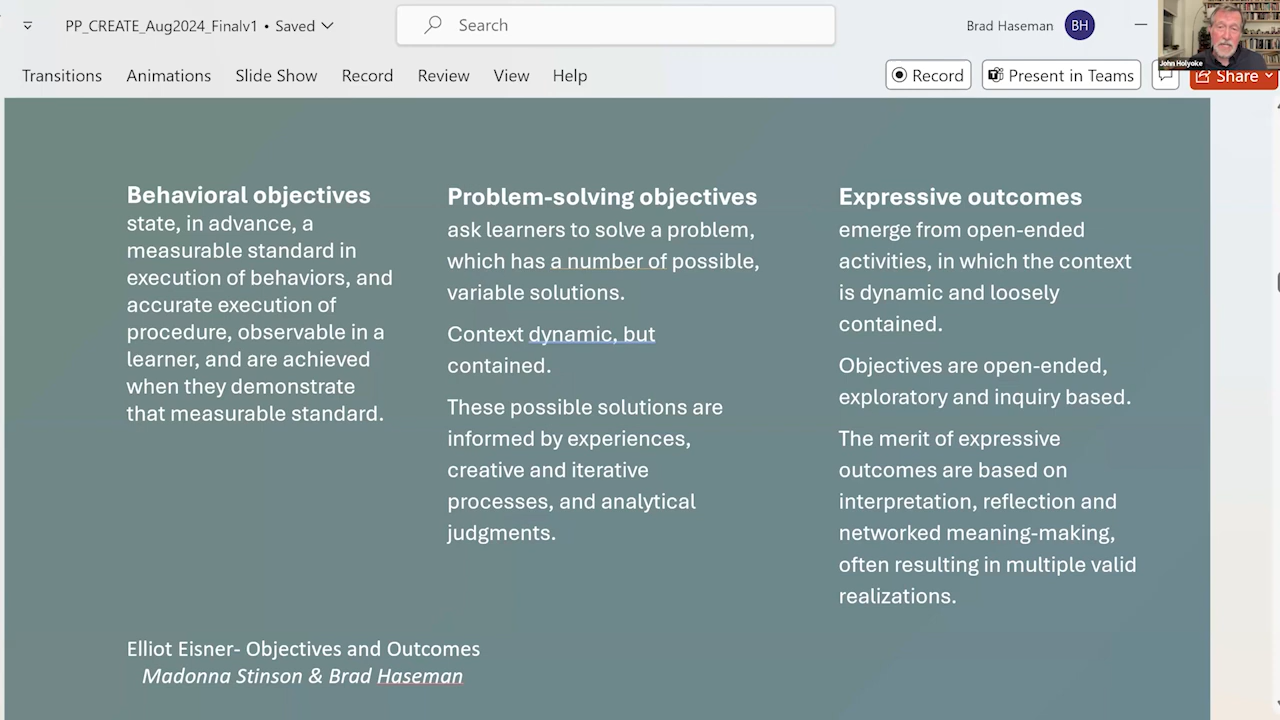 PP_CREATE_Aug2024_Finalv1 • Saved
Search
Brad Haseman
BH
John Holyoke
Transitions
Animations
Slide Show
Record
Review
View
Help
Record
Present in Teams
Share
Behavioral objectives
state, in advance, a
measurable standard in
execution of behaviors, and
accurate execution of
procedure, observable in a
learner, and are achieved
when they demonstrate
that measurable standard.
Problem-solving objectives
ask learners to solve a problem,
which has a number of possible,
variable solutions.
Context dynamic, but
contained.
These possible solutions are
informed by experiences,
creative and iterative
processes, and analytical
judgments.
Expressive outcomes
emerge from open-ended
activities, in which the context
is dynamic and loosely
contained.
Objectives are open-ended,
exploratory and inquiry based.
The merit of expressive
outcomes are based on
interpretation, reflection and
networked meaning-making,
often resulting in multiple valid
realizations.
Elliot Eisner- Objectives and Outcomes
Madonna Stinson & Brad Haseman